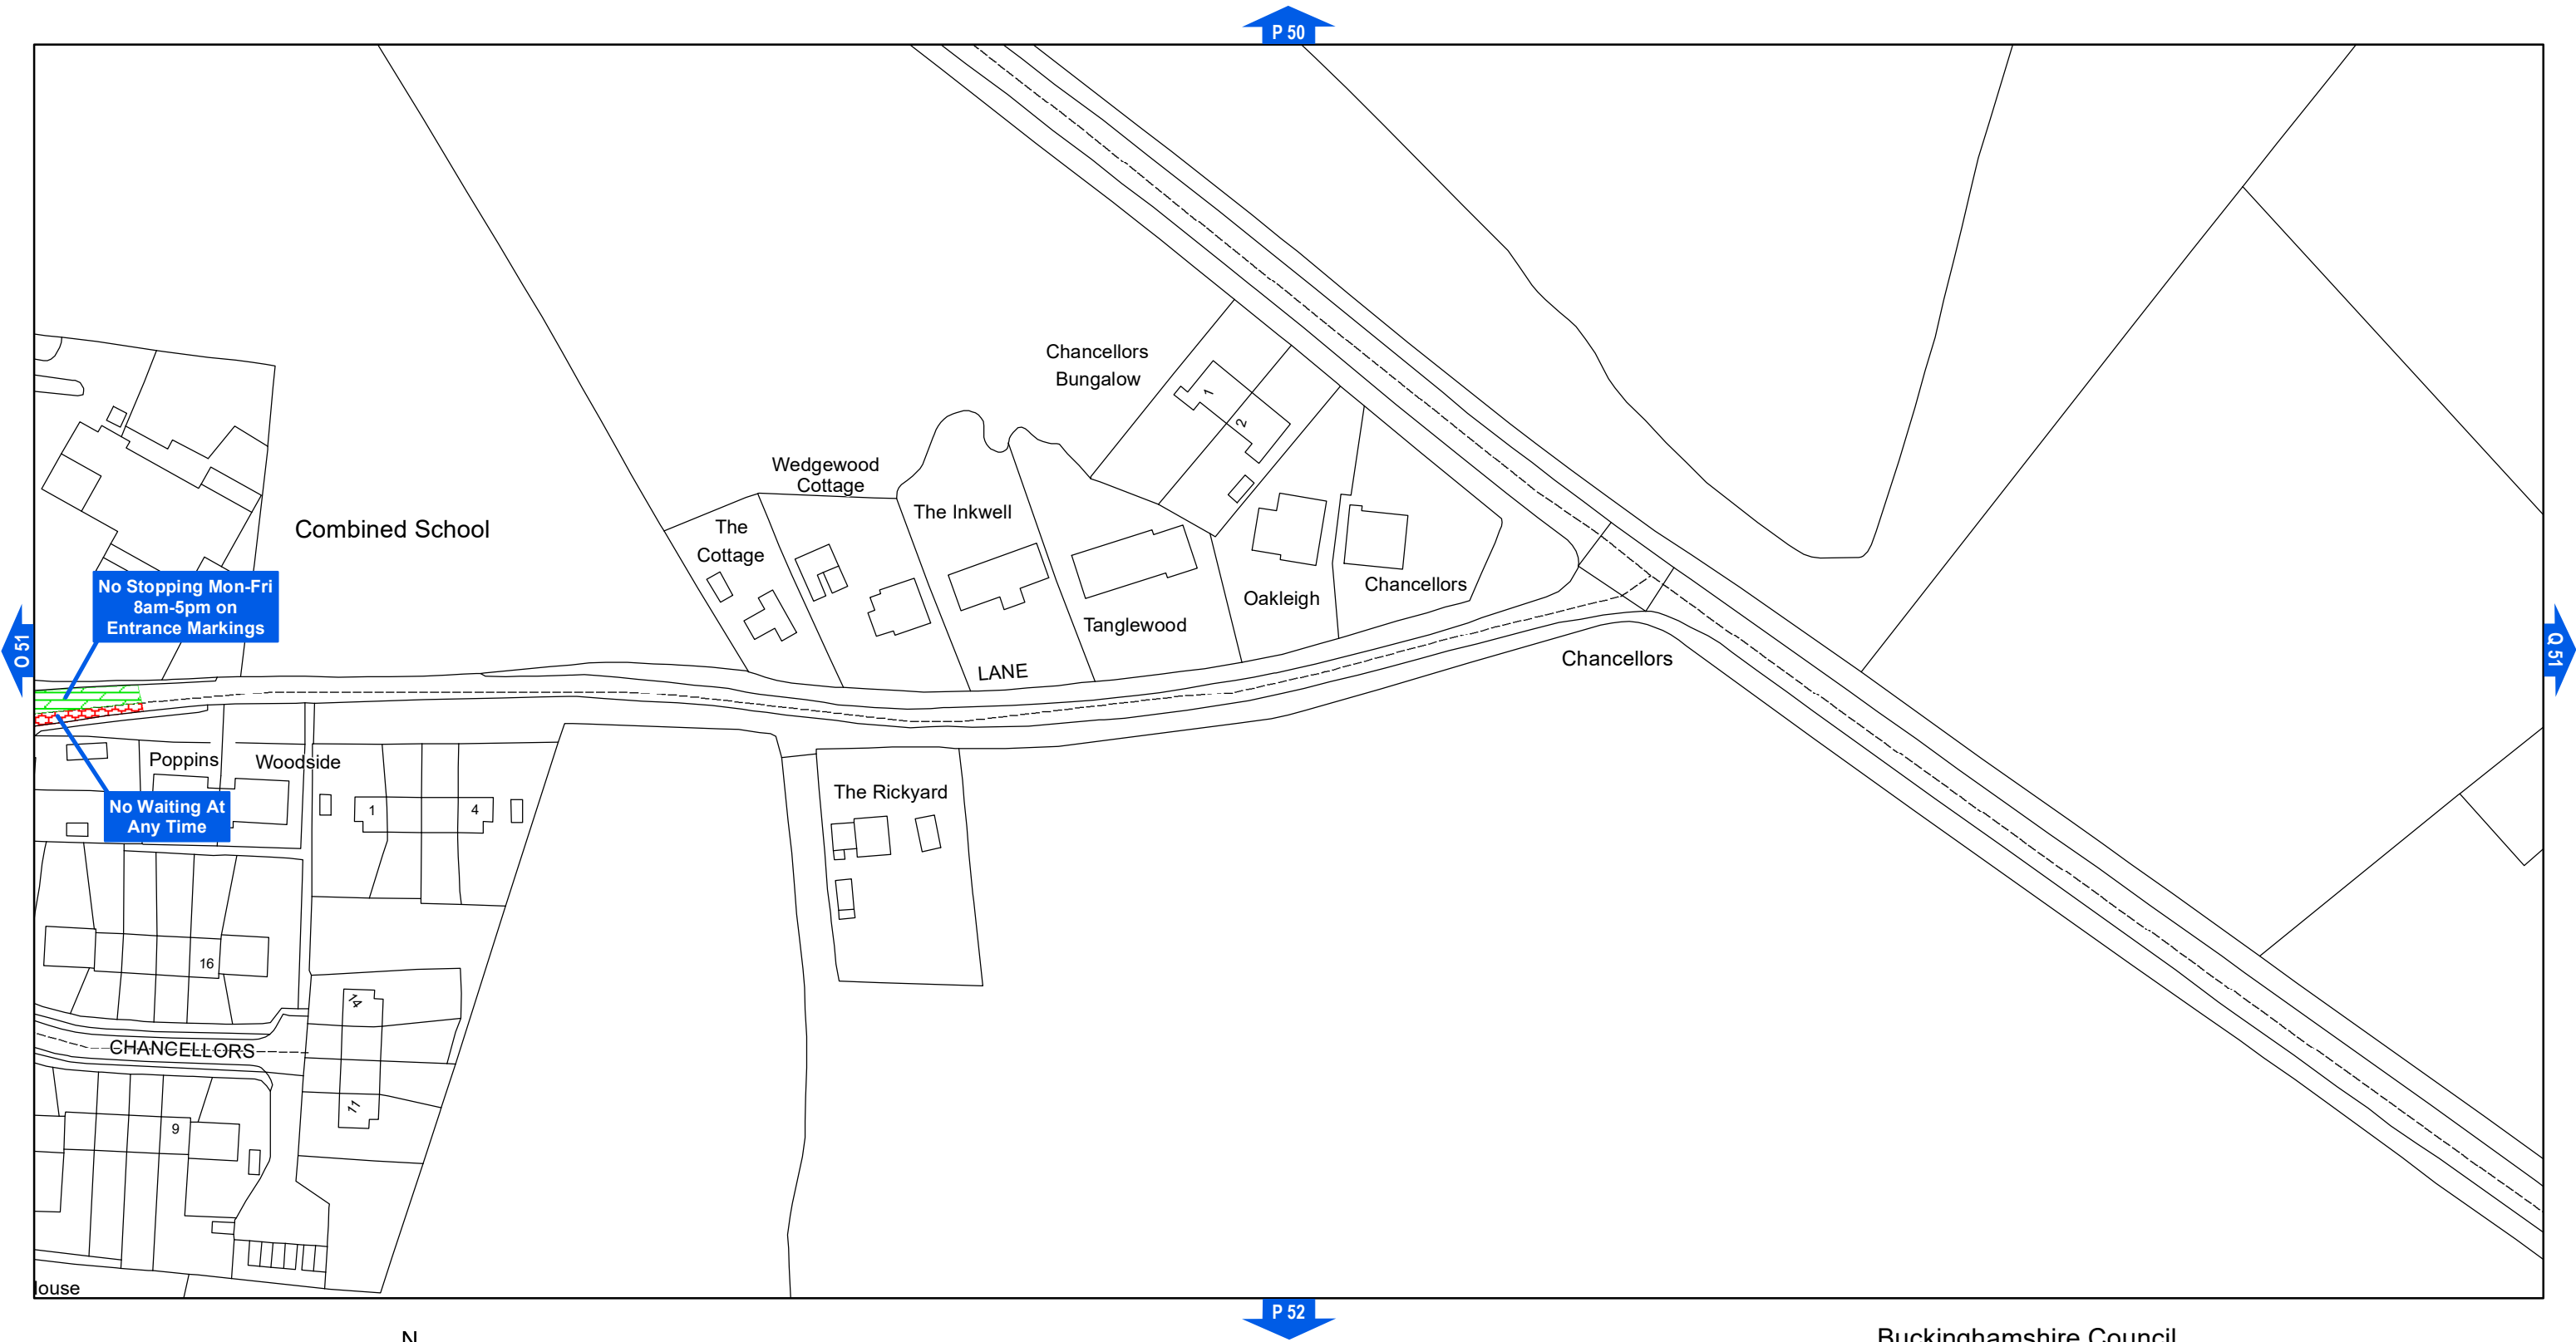 P 50
Chancellors
Bungalow
1
2
Wedgewood
Cottage
The Inkwell
The
Cottage
Combined School
Chancellors
Oakleigh
Tanglewood
No Stopping Mon-Fri
8am-5pm on
Entrance Markings
O 51
Q 51
LANE
Chancellors
Poppins
Woodside
No Waiting At
Any Time
1
4
The Rickyard
16
14
CHANCELLORS
11
9
louse
P 52
N
Buckinghamshire Council